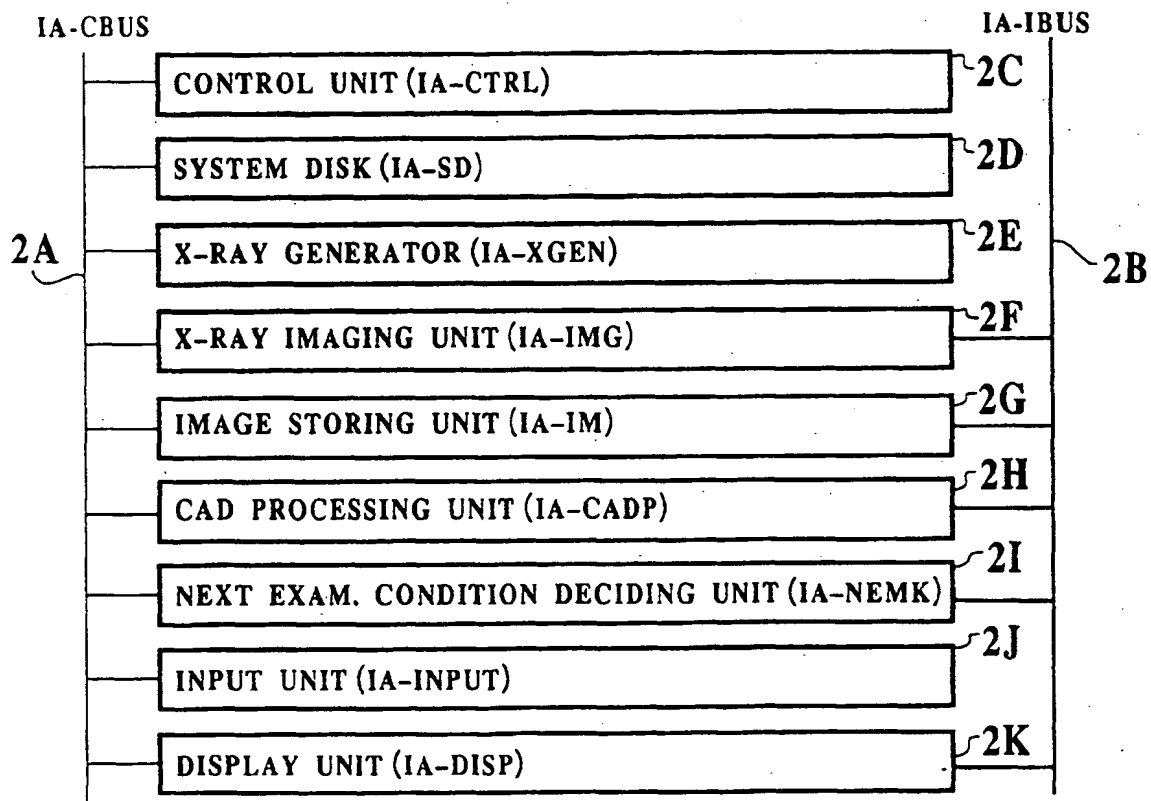 IA-CBUS
IA-IBUS
CONTROL UNIT (IA-CTRL)
2C
SYSTEM DISK (IA-SD)
2D
2A
X-RAY GENERATOR (IA-XGEN)
2E
2B
X-RAY IMAGING UNIT (IA-IMG)
2F
IMAGE STORING UNIT (IA-IM)
2G
CAD PROCESSING UNIT (IA-CADP)
2H
NEXT EXAM. CONDITION DECIDING UNIT (IA-NEMK)
2I
INPUT UNIT (IA-INPUT)
2J
DISPLAY UNIT (IA-DISP)
2K